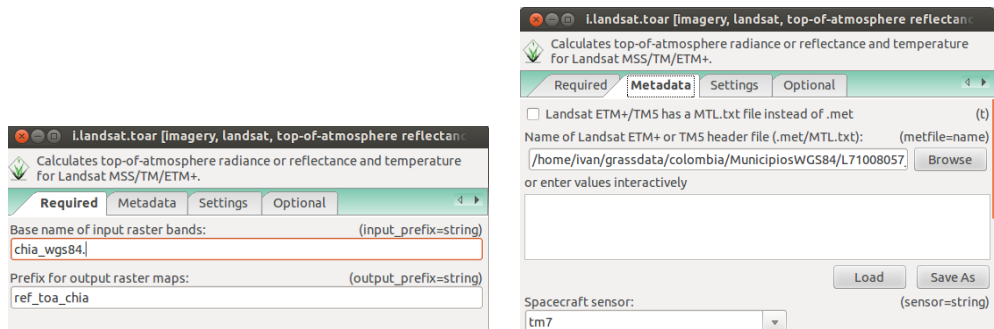 i.landsat.toar [imagery, landsat, top-of-atmosphere reflectanc
Calculates top-of-atmosphere radiance or reflectance and temperature
for Landsat MSS/TM/ETM+.
Required Metadata Settings Optional
Base name of input raster bands: (input_prefix=string)
chia_wgs84.
Prefix for output raster maps: (output_prefix=string)
ref_toa_chia
i.landsat.toar [imagery, landsat, top-of-atmosphere reflectanc
Calculates top-of-atmosphere radiance or reflectance and temperature
for Landsat MSS/TM/ETM+.
Required Metadata Settings Optional
Landsat ETM+/TM5 has a MTL.txt file instead of .met (t)
Name of Landsat ETM+ or TM5 header file (.met/MTL.txt): (metfile=name)
/home/ivan/grassdata/colombia/MunicipiosWGS84/L71008057_ Browse
or enter values interactively
Load Save As
Spacecraft sensor: (sensor=string)
tm7